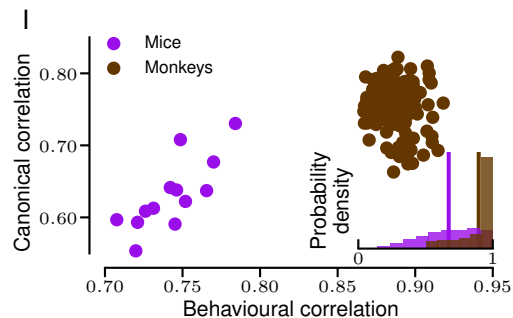 I
Mice
Monkeys
Canonical correlation
0.80
0.70
0.60
Probability
density
0 1
0.70 0.75 0.80 0.85 0.90 0.95
Behavioural correlation